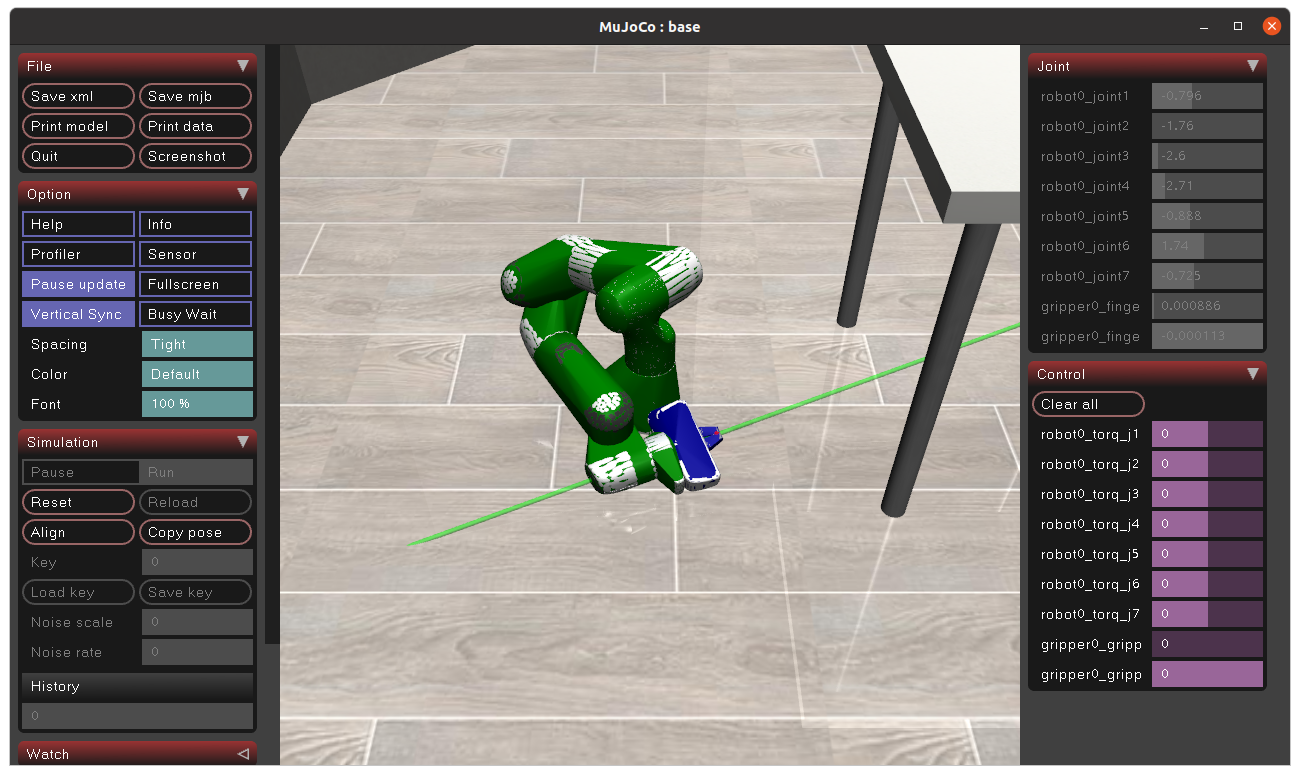 MuJoCo : base
File
Save xml
Save mjb
Print model
Print data
Quit
Screenshot
Option
Help
Info
Profiler
Sensor
Pause update
Fullscreen
Vertical Sync
Busy Wait
Spacing
Tight
Color
Default
Font
100 %
Simulation
Pause
Run
Reset
Reload
Align
Copy pose
Key
0
Load key
Save key
Noise scale
0
Noise rate
0
History
0
Watch
Joint
robot0_joint1
-0.796
robot0_joint2
-1.76
robot0_joint3
-2.6
robot0_joint4
-2.71
robot0_joint5
-0.888
robot0_joint6
1.74
robot0_joint7
-0.725
gripper0_finge
0.000886
gripper0_finge
-0.000113
Control
Clear all
robot0_torq_j1
0
robot0_torq_j2
0
robot0_torq_j3
0
robot0_torq_j4
0
robot0_torq_j5
0
robot0_torq_j6
0
robot0_torq_j7
0
gripper0_gripp
0
gripper0_gripp
0